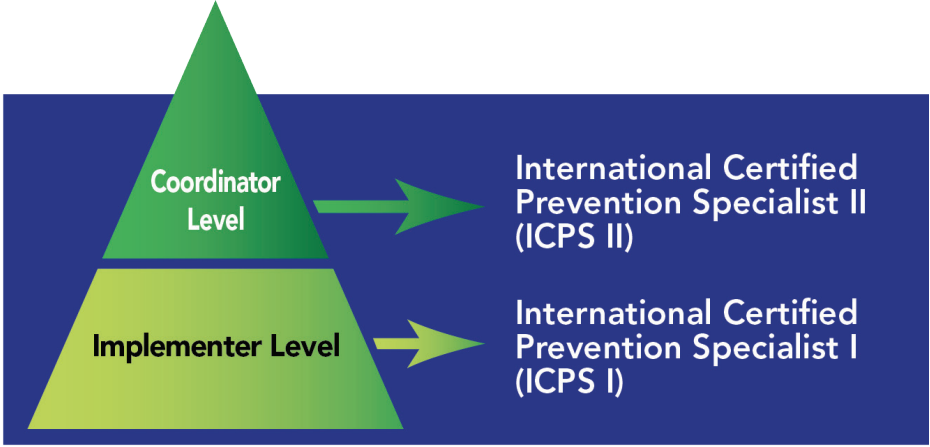 Coordinator
Level
International Certified
Prevention Specialist II
(ICPS II)
Implementer Level
International Certified
Prevention Specialist I
(ICPS I)